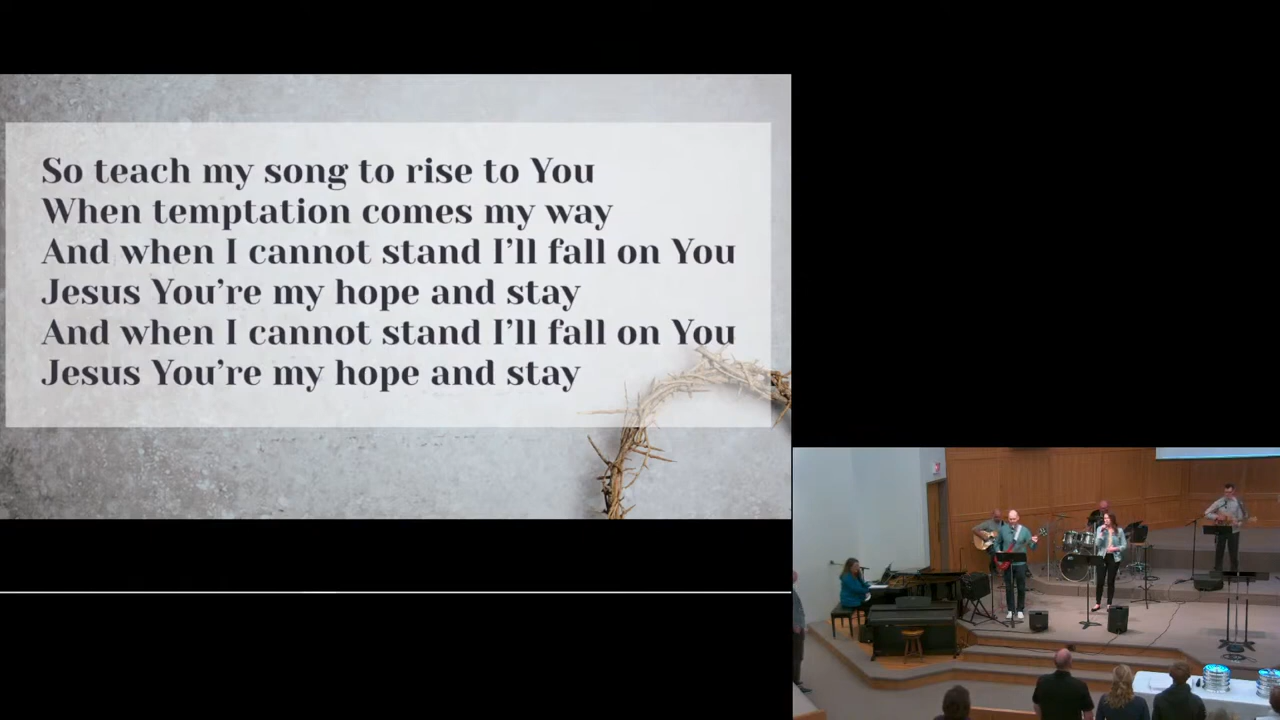 So teach my song to rise to You
When temptation comes my way
And when I cannot stand I’ll fall on You
Jesus You’re my hope and stay
And when I cannot stand I’ll fall on You
Jesus You’re my hope and stay